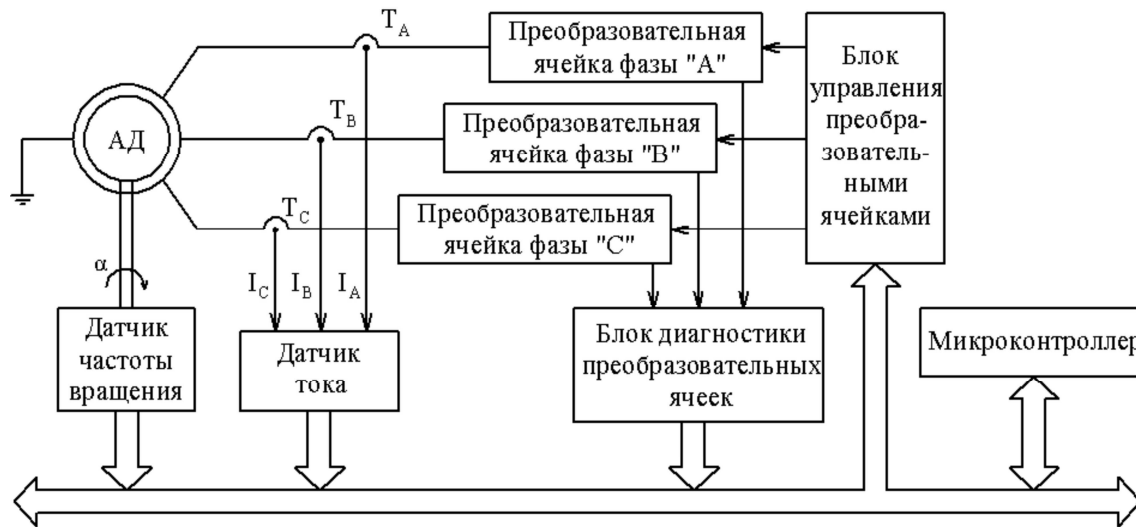 T_A
Преобразовательная
ячейка фазы "А"
Блок
управления
преобра-
зователь-
ными
ячейками
АД
T_B
Преобразовательная
ячейка фазы "В"
T_C
Преобразовательная
ячейка фазы "С"
α
I_C I_B I_A
Датчик
частоты
вращения
Датчик
тока
Блок диагностики
преобразовательных
ячеек
Микроконтроллер